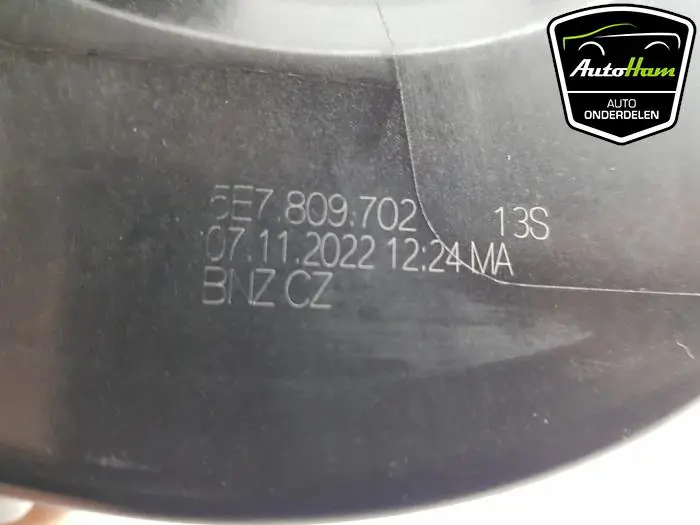 AutoHam
AUTO
ONDERDELEN
5E7.809.702 13S
07.11.2022 12:24 MA
BNZ CZ